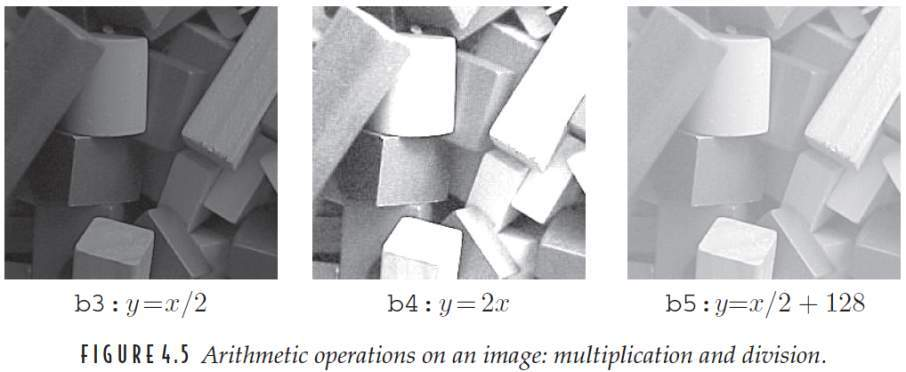 b3: y=x/2
b4: y=2x
b5: y=x/2 + 128
FIGURE 4.5 Arithmetic operations on an image: multiplication and division.